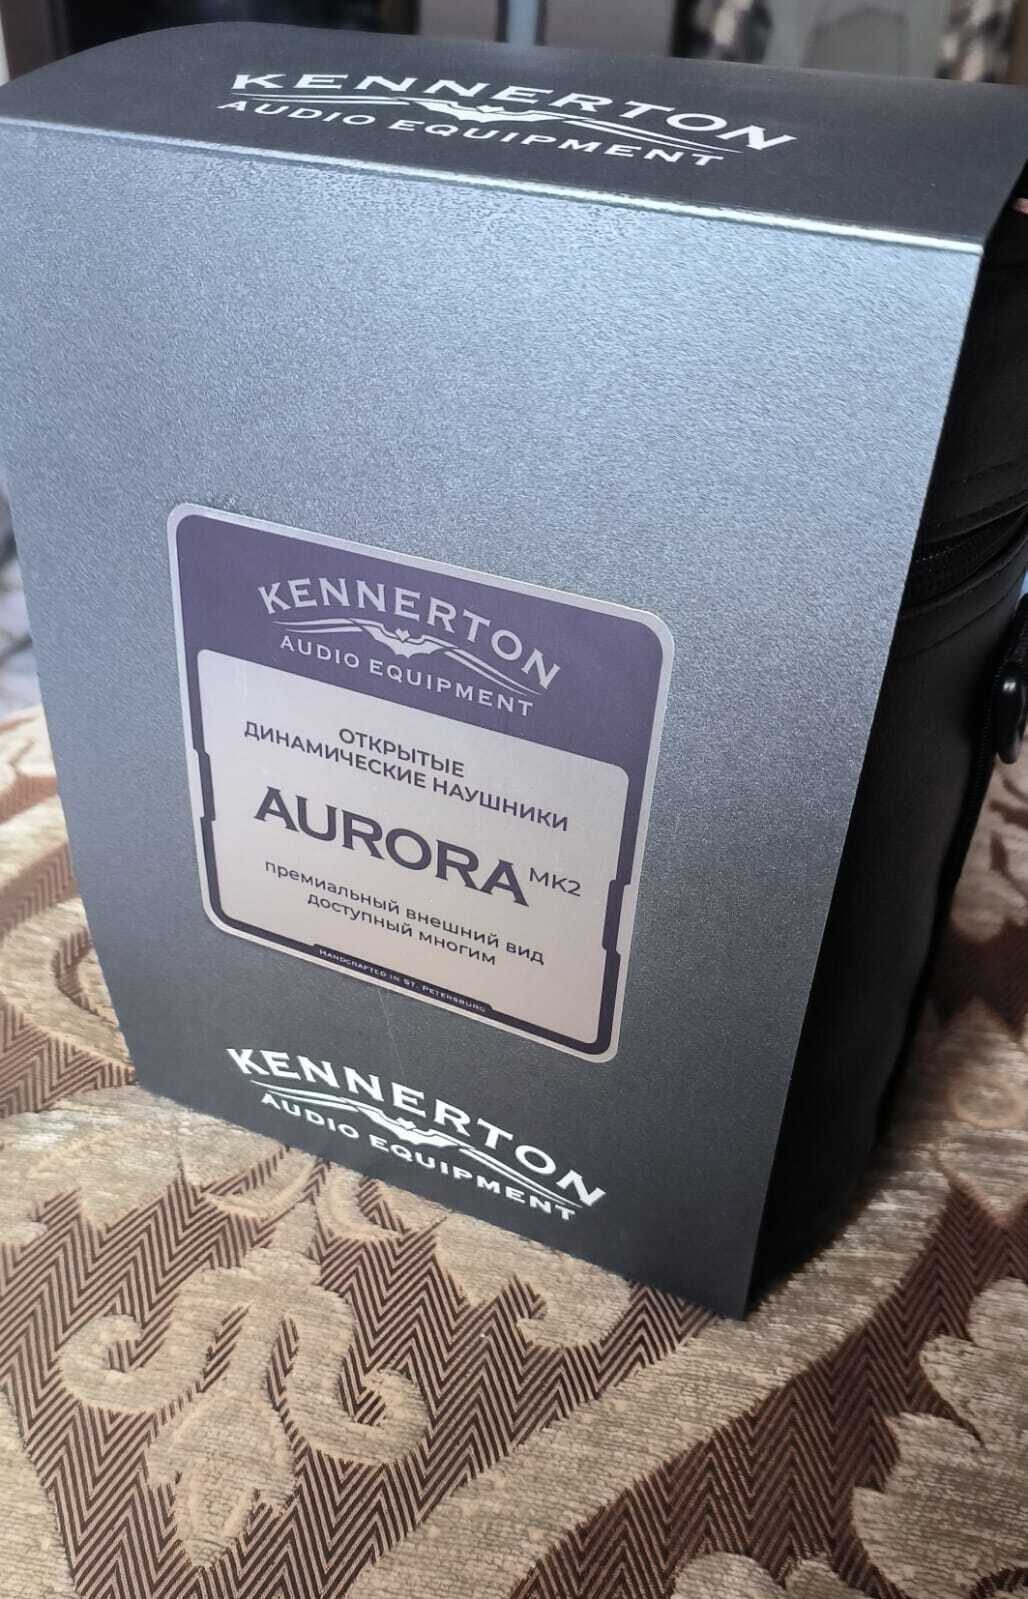 KENNERTON
AUDIO EQUIPMENT
KENNERTON
AUDIO EQUIPMENT
ОТКРЫТЫЕ
ДИНАМИЧЕСКИЕ НАУШНИКИ
AURORA MK2
премиальный внешний вид
доступный многим
HANDCRAFTED IN ST. PETERSBURG
KENNERTON
AUDIO EQUIPMENT